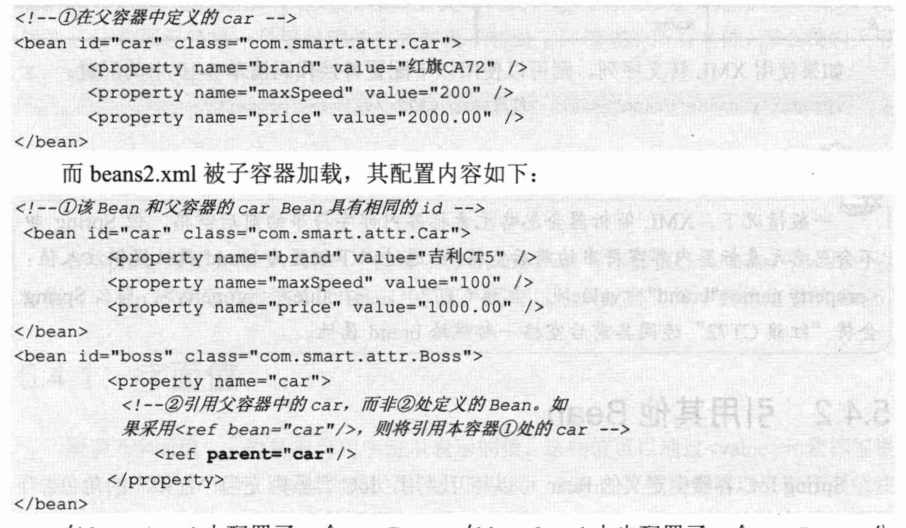 <!--①在父容器中定义的 car -->
<bean id="car" class="com.smart.attr.Car">
<property name="brand" value="红旗CA72" />
<property name="maxSpeed" value="200" />
<property name="price" value="2000.00" />
</bean>
而 beans2.xml 被子容器加载，其配置内容如下：
<!--①该 Bean 和父容器的 car Bean 具有相同的 id -->
<bean id="car" class="com.smart.attr.Car">
<property name="brand" value="吉利CT5" />
<property name="maxSpeed" value="100" />
<property name="price" value="1000.00" />
</bean>
<bean id="boss" class="com.smart.attr.Boss">
<property name="car">
<!--②引用父容器中的 car，而非②处定义的 Bean。如
果采用<ref bean="car"/>，则将引用本容器①处的 car -->
<ref parent="car"/>
</property>
</bean>